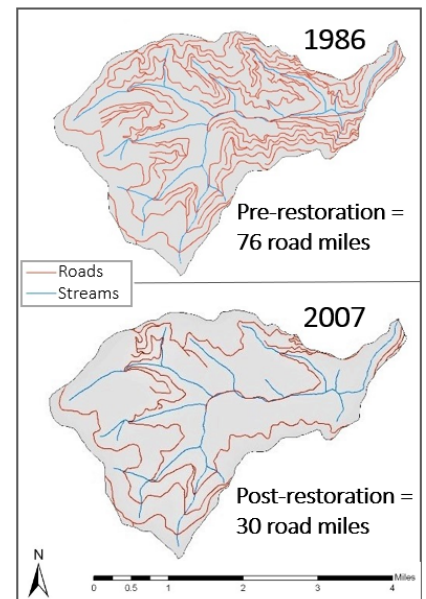 1986
Pre-restoration =
76 road miles
Roads
Streams
2007
Post-restoration =
30 road miles
N
Miles
0 0.5 1 2 3 4